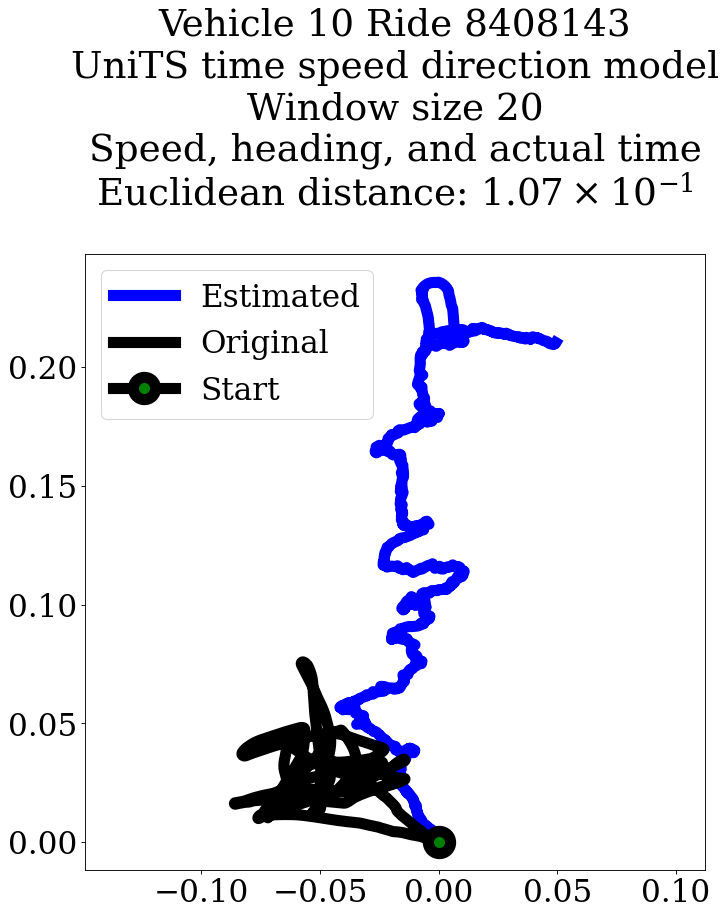 Vehicle 10 Ride 8408143
UniTS time speed direction model
Window size 20
Speed, heading, and actual time
Euclidean distance: 1.07 × 10⁻¹
Estimated
Original
Start
0.20
0.15
0.10
0.05
0.00
−0.10 −0.05 0.00 0.05 0.10